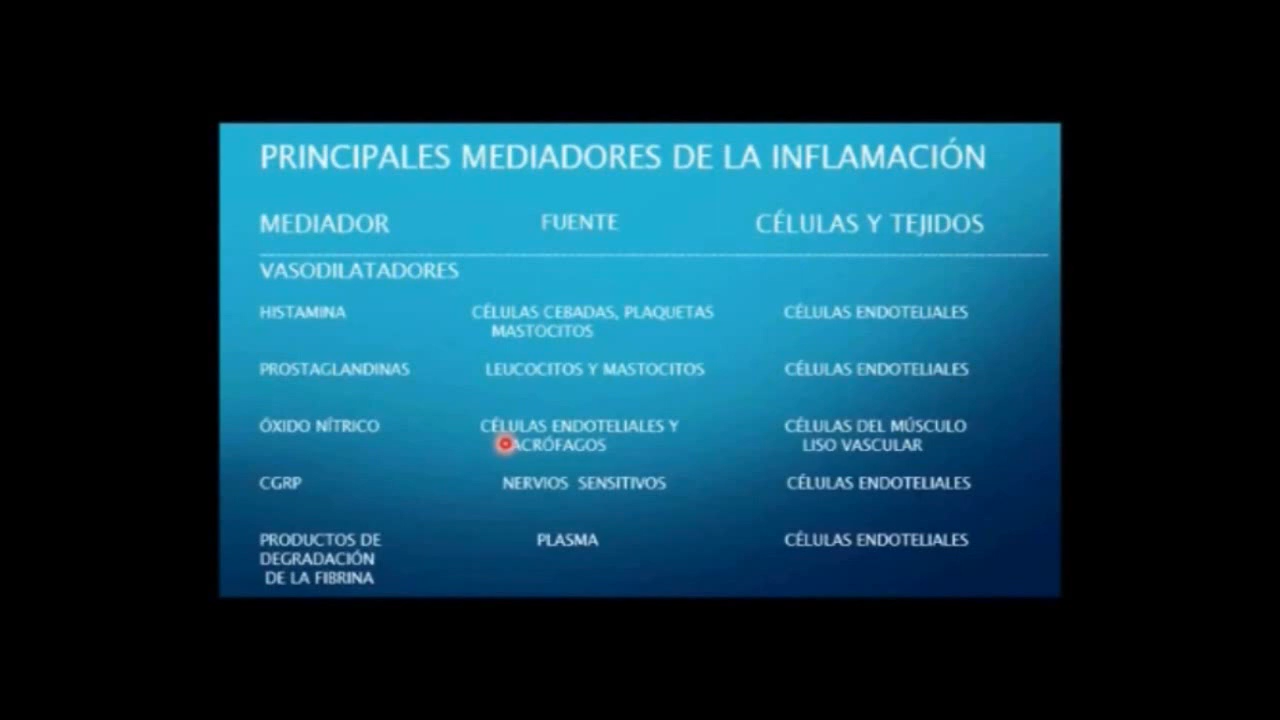 PRINCIPALES MEDIADORES DE LA INFLAMACIÓN
MEDIADOR FUENTE CÉLULAS Y TEJIDOS
VASODILATADORES
HISTAMINA CÉLULAS CEBADAS, PLAQUETAS CÉLULAS ENDOTELIALES
MASTOCITOS
PROSTAGLANDINAS LEUCOCITOS Y MASTOCITOS CÉLULAS ENDOTELIALES
ÓXIDO NÍTRICO CÉLULAS ENDOTELIALES Y CÉLULAS DEL MÚSCULO
MACRÓFAGOS LISO VASCULAR
CGRP NERVIOS SENSITIVOS CÉLULAS ENDOTELIALES
PRODUCTOS DE PLASMA CÉLULAS ENDOTELIALES
DEGRADACIÓN
DE LA FIBRINA